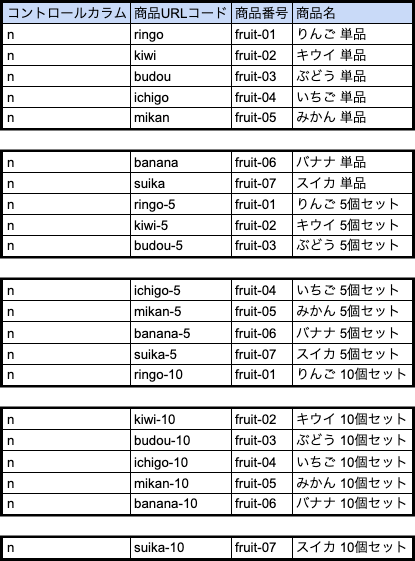 コントロールカラム 商品URLコード 商品番号 商品名
n ringo fruit-01 りんご 単品
n kiwi fruit-02 キウイ 単品
n budou fruit-03 ぶどう 単品
n ichigo fruit-04 いちご 単品
n mikan fruit-05 みかん 単品
n banana fruit-06 バナナ 単品
n suika fruit-07 スイカ 単品
n ringo-5 fruit-01 りんご 5個セット
n kiwi-5 fruit-02 キウイ 5個セット
n budou-5 fruit-03 ぶどう 5個セット
n ichigo-5 fruit-04 いちご 5個セット
n mikan-5 fruit-05 みかん 5個セット
n banana-5 fruit-06 バナナ 5個セット
n suika-5 fruit-07 スイカ 5個セット
n ringo-10 fruit-01 りんご 10個セット
n kiwi-10 fruit-02 キウイ 10個セット
n budou-10 fruit-03 ぶどう 10個セット
n ichigo-10 fruit-04 いちご 10個セット
n mikan-10 fruit-05 みかん 10個セット
n banana-10 fruit-06 バナナ 10個セット
n suika-10 fruit-07 スイカ 10個セット